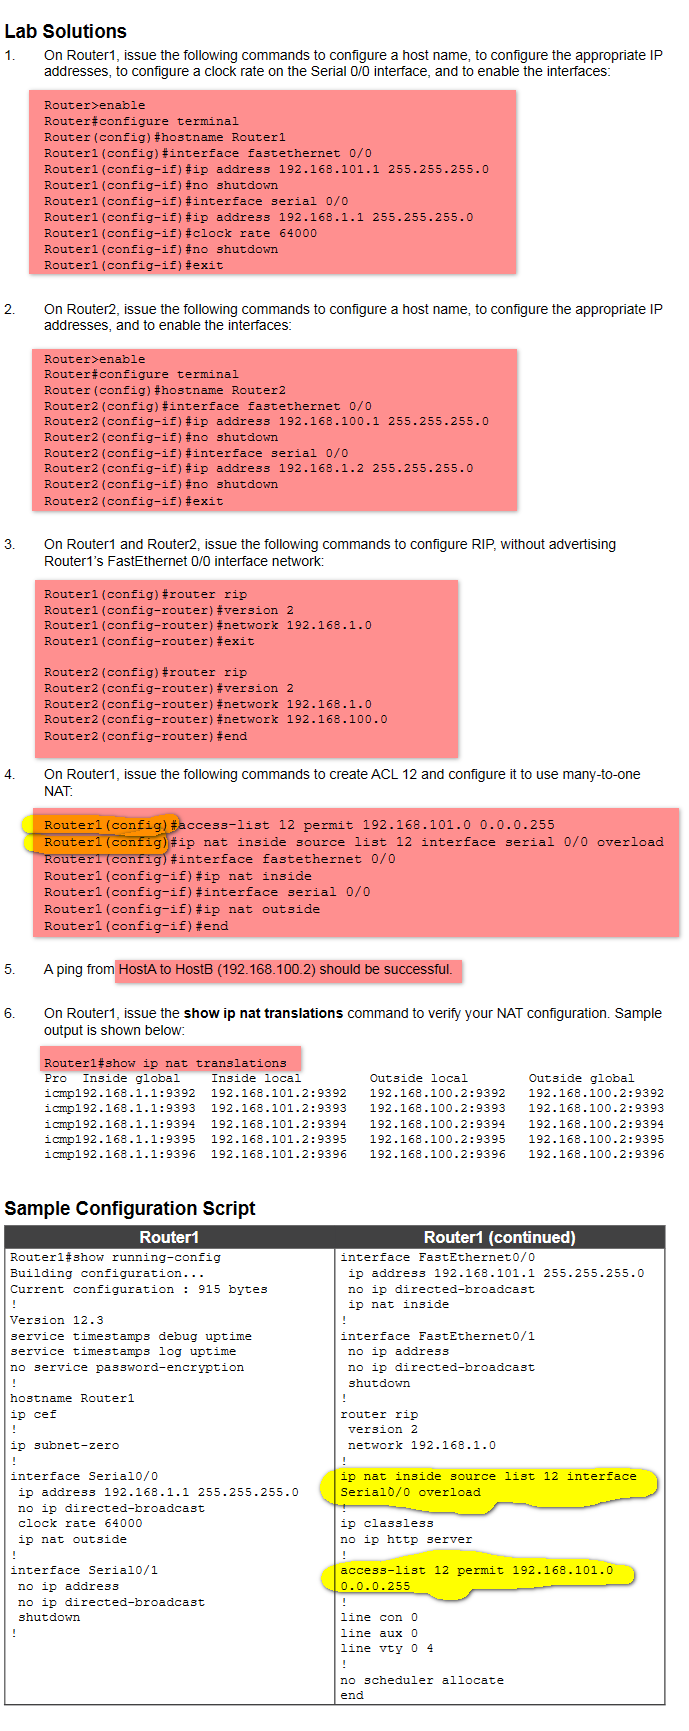 Lab Solutions
1. On Router1, issue the following commands to configure a host name, to configure the appropriate IP
addresses, to configure a clock rate on the Serial 0/0 interface, and to enable the interfaces:
Router>enable
Router#configure terminal
Router(config)#hostname Router1
Router1(config)#interface fastethernet 0/0
Router1(config-if)#ip address 192.168.101.1 255.255.255.0
Router1(config-if)#no shutdown
Router1(config-if)#interface serial 0/0
Router1(config-if)#ip address 192.168.1.1 255.255.255.0
Router1(config-if)#clock rate 64000
Router1(config-if)#no shutdown
Router1(config-if)#exit
2. On Router2, issue the following commands to configure a host name, to configure the appropriate IP
addresses, and to enable the interfaces:
Router>enable
Router#configure terminal
Router(config)#hostname Router2
Router2(config)#interface fastethernet 0/0
Router2(config-if)#ip address 192.168.100.1 255.255.255.0
Router2(config-if)#no shutdown
Router2(config-if)#interface serial 0/0
Router2(config-if)#ip address 192.168.1.2 255.255.255.0
Router2(config-if)#no shutdown
Router2(config-if)#exit
3. On Router1 and Router2, issue the following commands to configure RIP, without advertising
Router1's FastEthernet 0/0 interface network:
Router1(config)#router rip
Router1(config-router)#version 2
Router1(config-router)#network 192.168.1.0
Router1(config-router)#exit
Router2(config)#router rip
Router2(config-router)#version 2
Router2(config-router)#network 192.168.1.0
Router2(config-router)#network 192.168.100.0
Router2(config-router)#end
4. On Router1, issue the following commands to create ACL 12 and configure it to use many-to-one
NAT:
Router1(config)#access-list 12 permit 192.168.101.0 0.0.0.255
Router1(config)#ip nat inside source list 12 interface serial 0/0 overload
Router1(config)#interface fastethernet 0/0
Router1(config-if)#ip nat inside
Router1(config-if)#interface serial 0/0
Router1(config-if)#ip nat outside
Router1(config-if)#end
5. A ping from HostA to HostB (192.168.100.2) should be successful.
6. On Router1, issue the show ip nat translations command to verify your NAT configuration. Sample
output is shown below:
Router1#show ip nat translations
Pro Inside global Inside local Outside local Outside global
icmp192.168.1.1:9392 192.168.101.2:9392 192.168.100.2:9392 192.168.100.2:9392
icmp192.168.1.1:9393 192.168.101.2:9393 192.168.100.2:9393 192.168.100.2:9393
icmp192.168.1.1:9394 192.168.101.2:9394 192.168.100.2:9394 192.168.100.2:9394
icmp192.168.1.1:9395 192.168.101.2:9395 192.168.100.2:9395 192.168.100.2:9395
icmp192.168.1.1:9396 192.168.101.2:9396 192.168.100.2:9396 192.168.100.2:9396
Sample Configuration Script
Router1
Router1#show running-config
Building configuration...
Current configuration : 915 bytes
!
Version 12.3
service timestamps debug uptime
service timestamps log uptime
no service password-encryption
!
hostname Router1
ip cef
!
ip subnet-zero
!
interface Serial0/0
ip address 192.168.1.1 255.255.255.0
no ip directed-broadcast
clock rate 64000
ip nat outside
!
interface Serial0/1
no ip address
no ip directed-broadcast
shutdown
!
Router1 (continued)
interface FastEthernet0/0
ip address 192.168.101.1 255.255.255.0
no ip directed-broadcast
ip nat inside
!
interface FastEthernet0/1
no ip address
no ip directed-broadcast
shutdown
!
router rip
version 2
network 192.168.1.0
!
ip nat inside source list 12 interface
Serial0/0 overload
!
ip classless
no ip http server
!
access-list 12 permit 192.168.101.0
0.0.0.255
!
line con 0
line aux 0
line vty 0 4
!
no scheduler allocate
end